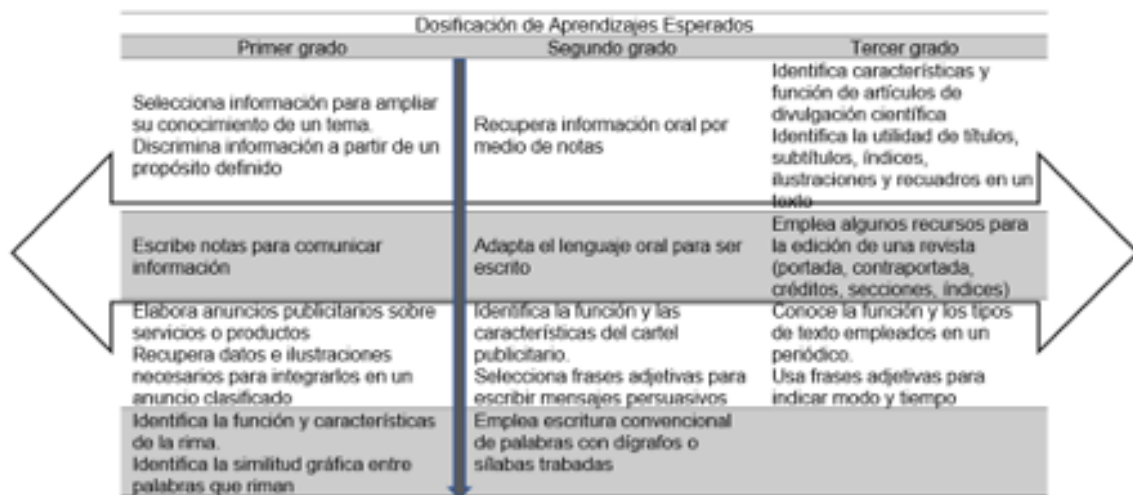 Dosificación de Aprendizajes Esperados
Primer grado
Segundo grado
Tercer grado
Selecciona información para ampliar
su conocimiento de un tema.
Discrimina información a partir de un
propósito definido
Recupera información oral por
medio de notas
Identifica características y
función de artículos de
divulgación científica
Identifica la utilidad de títulos,
subtítulos, índices,
ilustraciones y recuadros en un
texto
Escribe notas para comunicar
información
Adapta el lenguaje oral para ser
escrito
Emplea algunos recursos para
la edición de una revista
(portada, contraportada,
créditos, secciones, índices)
Elabora anuncios publicitarios sobre
servicios o productos
Recupera datos e ilustraciones
necesarios para integrarlos en un
anuncio clasificado
Identifica la función y las
características del cartel
publicitario.
Selecciona frases adjetivas para
escribir mensajes persuasivos
Conoce la función y los tipos
de texto empleados en un
periódico.
Usa frases adjetivas para
indicar modo y tiempo
Identifica la función y características
de la rima.
Identifica la similitud gráfica entre
palabras que riman
Emplea escritura convencional
de palabras con dígrafos o
sílabas trabadas